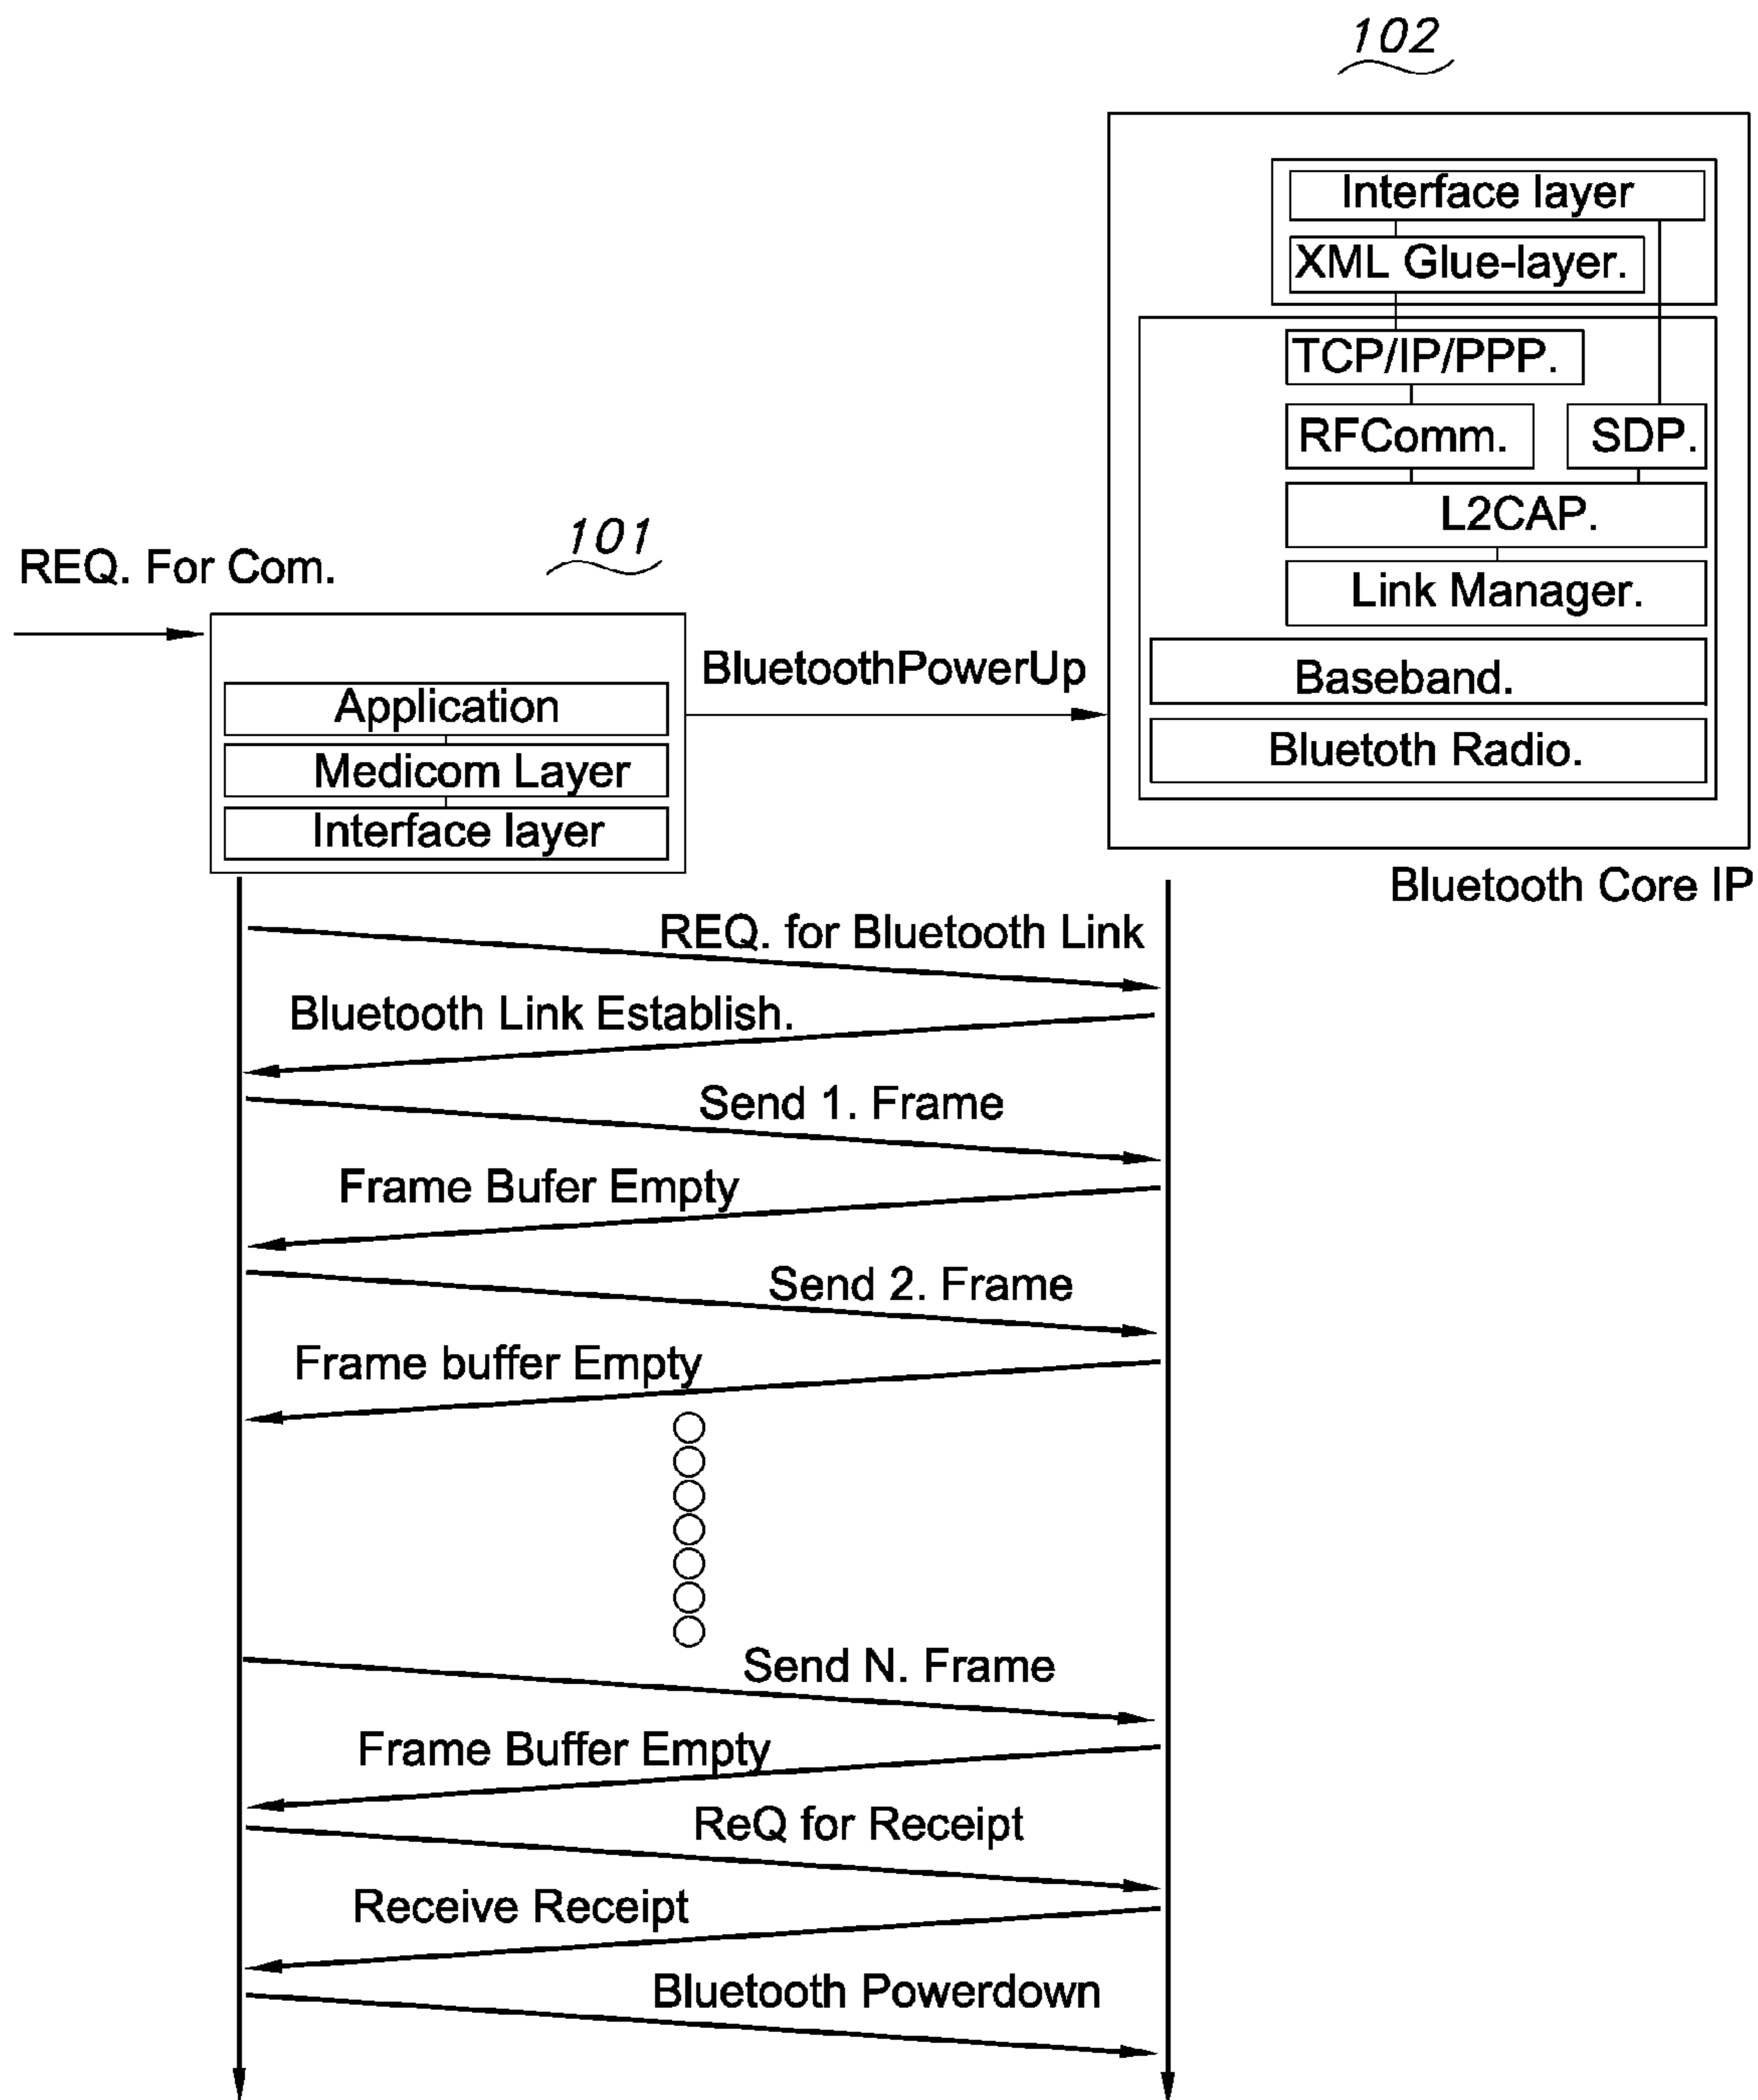 102
Interface layer
XML Glue-layer.
TCP/IP/PPP.
RFComm.
SDP.
L2CAP.
Link Manager.
Baseband.
Bluetoth Radio.
Bluetooth Core IP
101
REQ. For Com.
BluetoothPowerUp
Application
Medicom Layer
Interface layer
REQ. for Bluetooth Link
Bluetooth Link Establish.
Send 1. Frame
Frame Bufer Empty
Send 2. Frame
Frame buffer Empty
Send N. Frame
Frame Buffer Empty
ReQ for Receipt
Receive Receipt
Bluetooth Powerdown